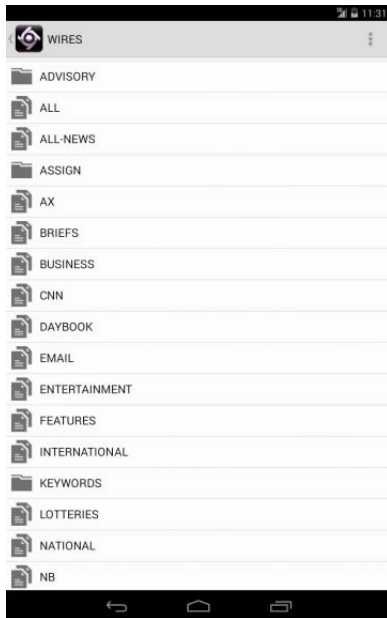 11:31
WIRES
ADVISORY
ALL
ALL-NEWS
ASSIGN
AX
BRIEFS
BUSINESS
CNN
DAYBOOK
EMAIL
ENTERTAINMENT
FEATURES
INTERNATIONAL
KEYWORDS
LOTTERIES
NATIONAL
NB